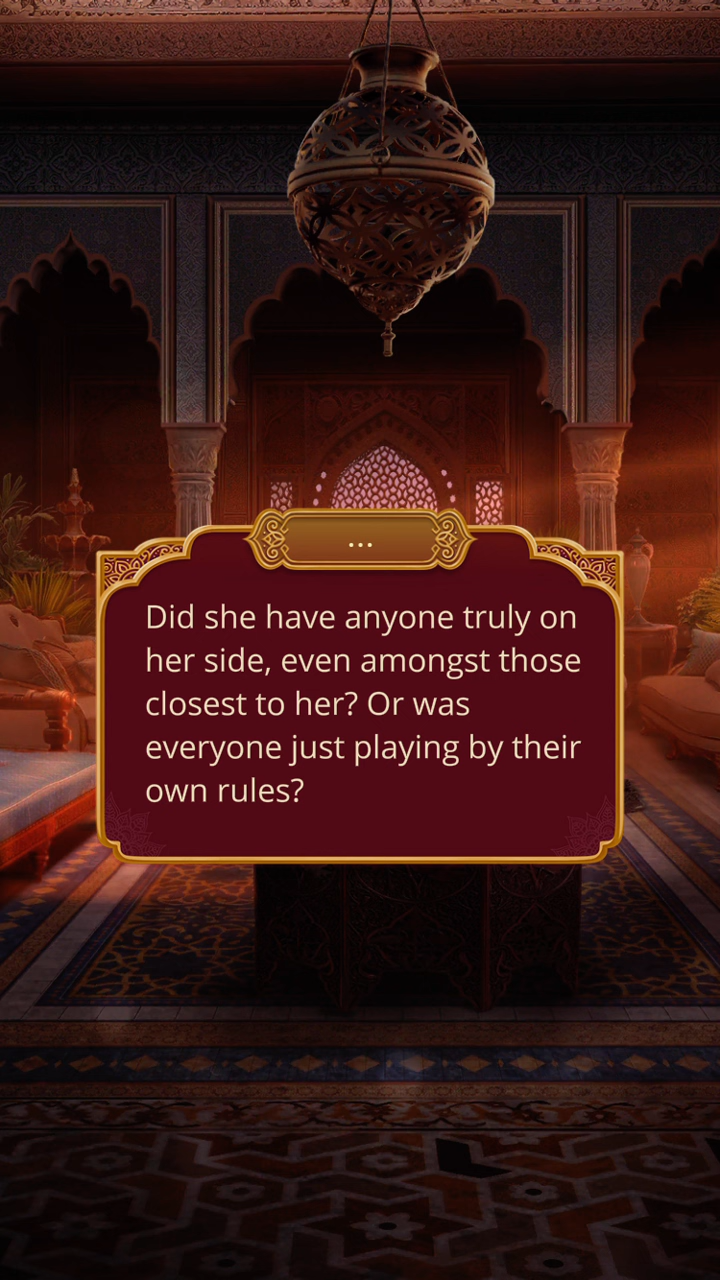 ...
Did she have anyone truly on
her side, even amongst those
closest to her? Or was
everyone just playing by their
own rules?